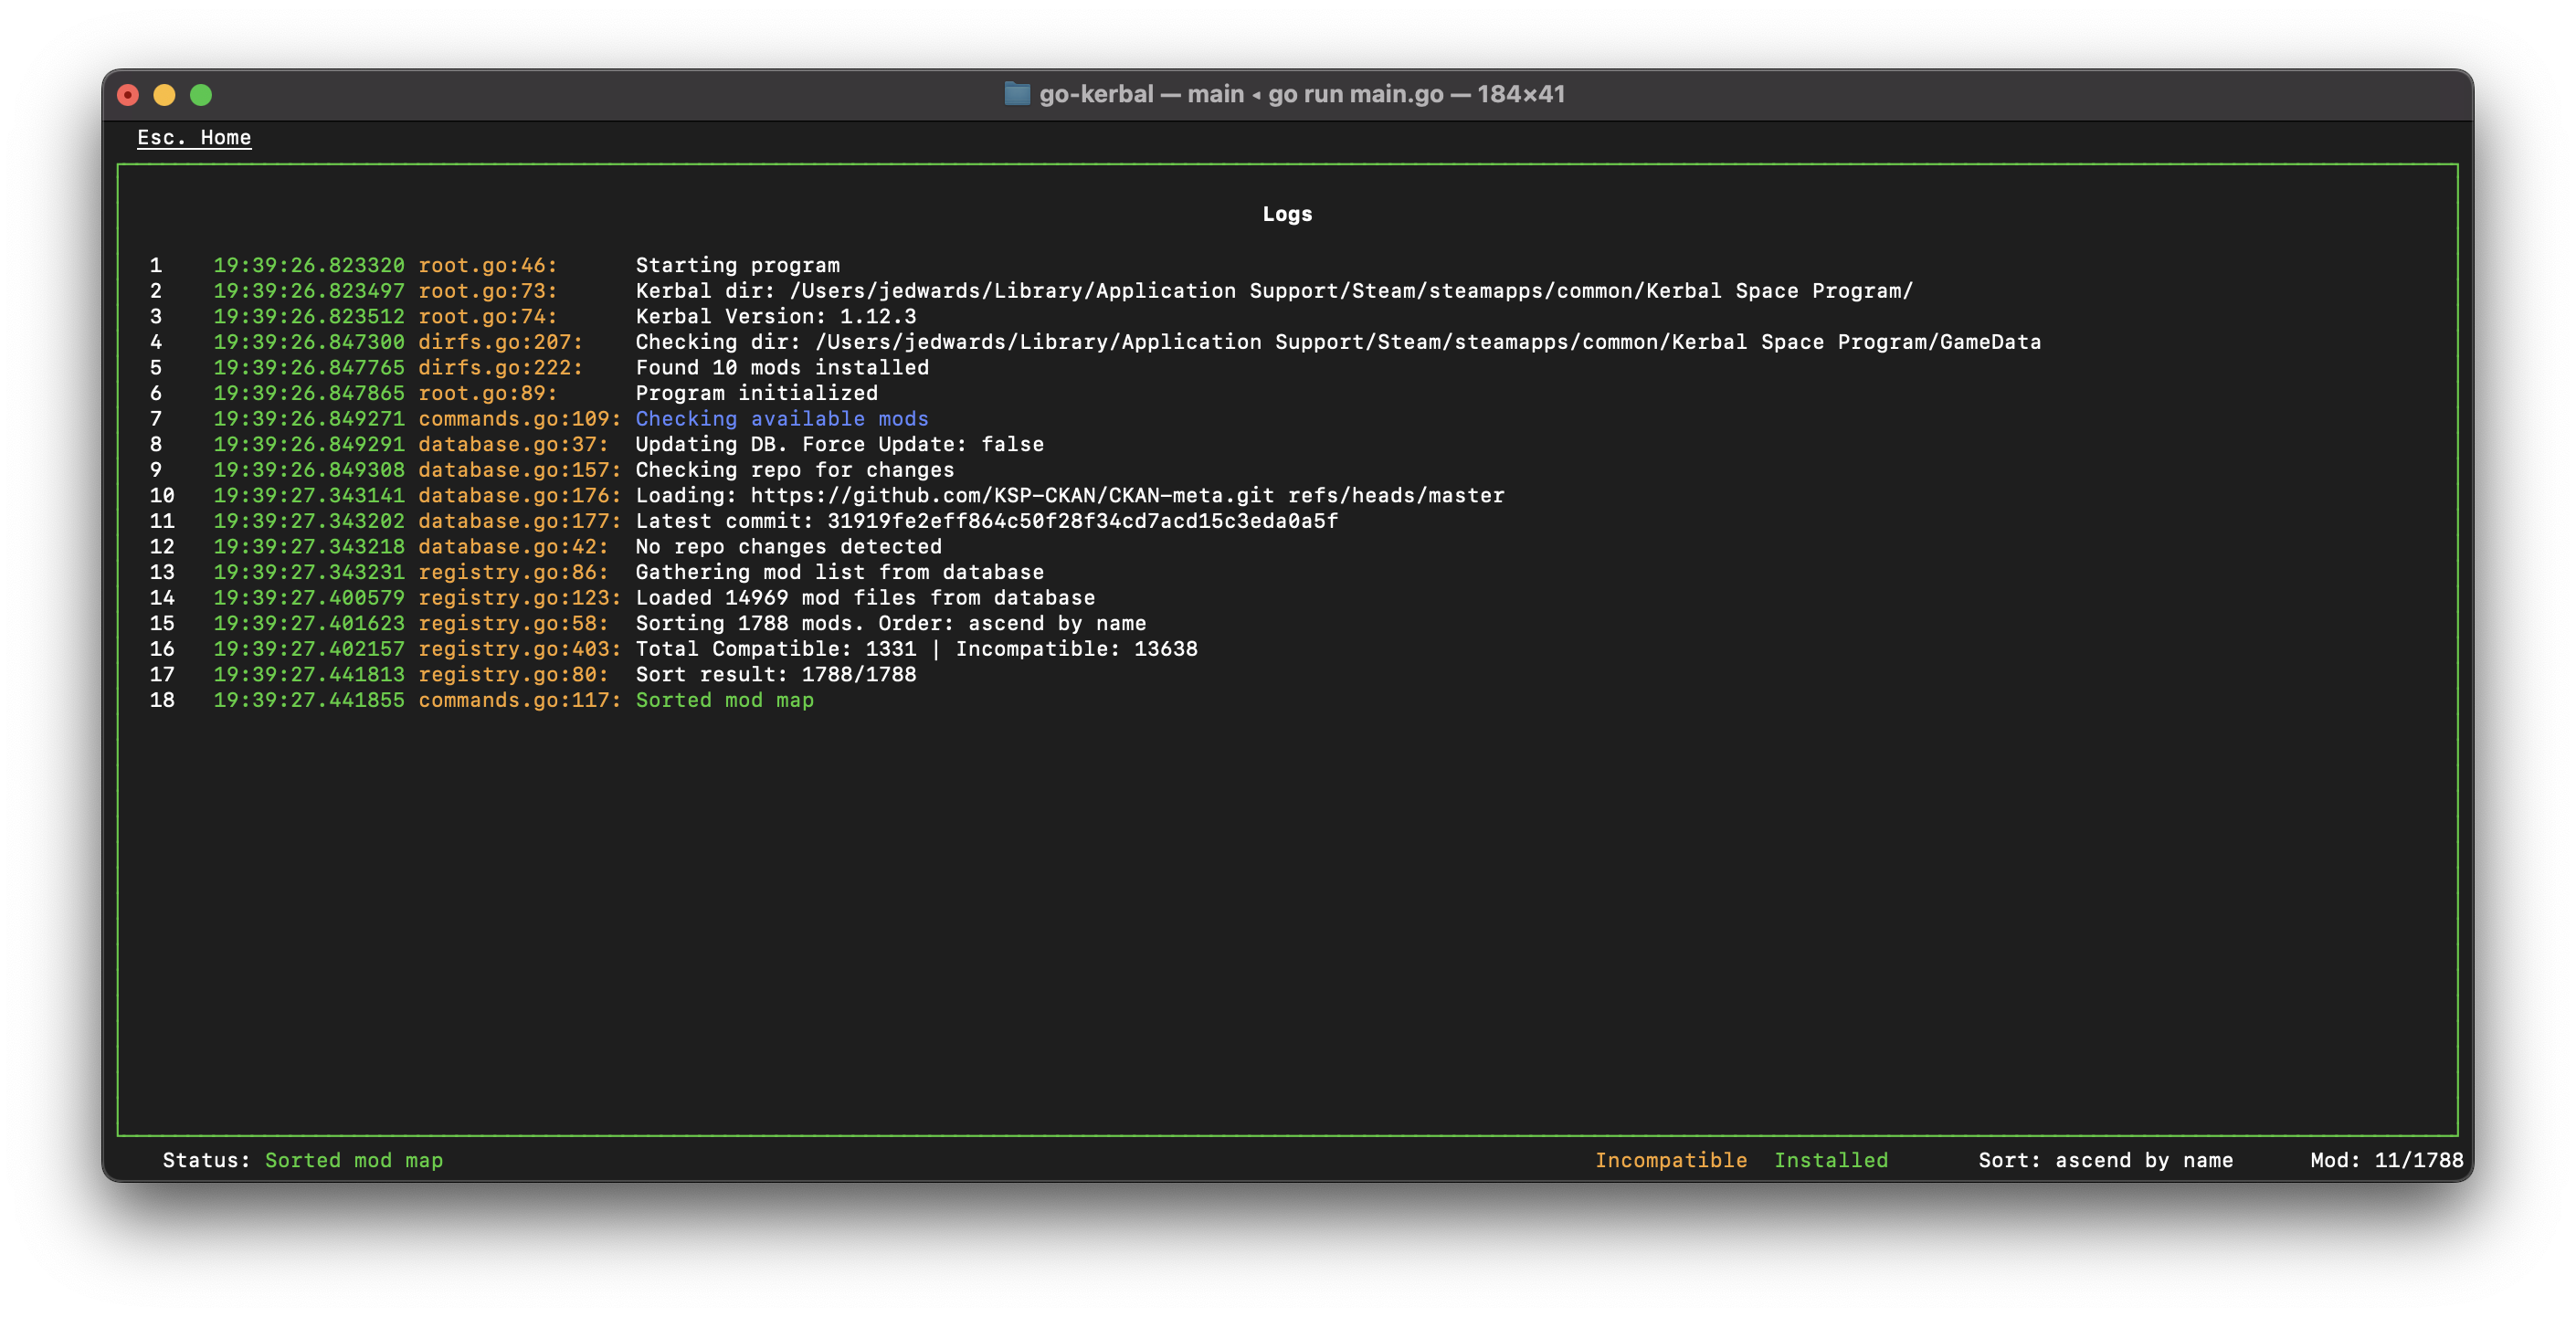 go-kerbal — main ◂ go run main.go — 184×41
Esc. Home
Logs
1 19:39:26.823320 root.go:46: Starting program
2 19:39:26.823497 root.go:73: Kerbal dir: /Users/jedwards/Library/Application Support/Steam/steamapps/common/Kerbal Space Program/
3 19:39:26.823512 root.go:74: Kerbal Version: 1.12.3
4 19:39:26.847300 dirfs.go:207: Checking dir: /Users/jedwards/Library/Application Support/Steam/steamapps/common/Kerbal Space Program/GameData
5 19:39:26.847765 dirfs.go:222: Found 10 mods installed
6 19:39:26.847865 root.go:89: Program initialized
7 19:39:26.849271 commands.go:109: Checking available mods
8 19:39:26.849291 database.go:37: Updating DB. Force Update: false
9 19:39:26.849308 database.go:157: Checking repo for changes
10 19:39:27.343141 database.go:176: Loading: https://github.com/KSP-CKAN/CKAN-meta.git refs/heads/master
11 19:39:27.343202 database.go:177: Latest commit: 31919fe2eff864c50f28f34cd7acd15c3eda0a5f
12 19:39:27.343218 database.go:42: No repo changes detected
13 19:39:27.343231 registry.go:86: Gathering mod list from database
14 19:39:27.400579 registry.go:123: Loaded 14969 mod files from database
15 19:39:27.401623 registry.go:58: Sorting 1788 mods. Order: ascend by name
16 19:39:27.402157 registry.go:403: Total Compatible: 1331 | Incompatible: 13638
17 19:39:27.441813 registry.go:80: Sort result: 1788/1788
18 19:39:27.441855 commands.go:117: Sorted mod map
Status: Sorted mod map Incompatible Installed Sort: ascend by name Mod: 11/1788